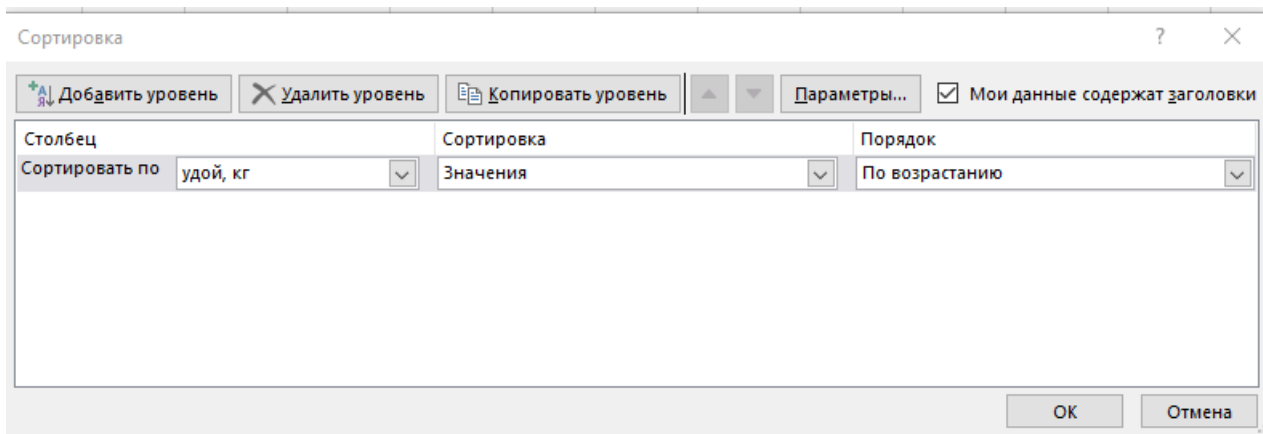 Сортировка ?
Добавить уровень Удалить уровень Копировать уровень Параметры... Мои данные содержат заголовки
Столбец Сортировка Порядок
Сортировать по удой, кг Значения По возрастанию
ОК Отмена